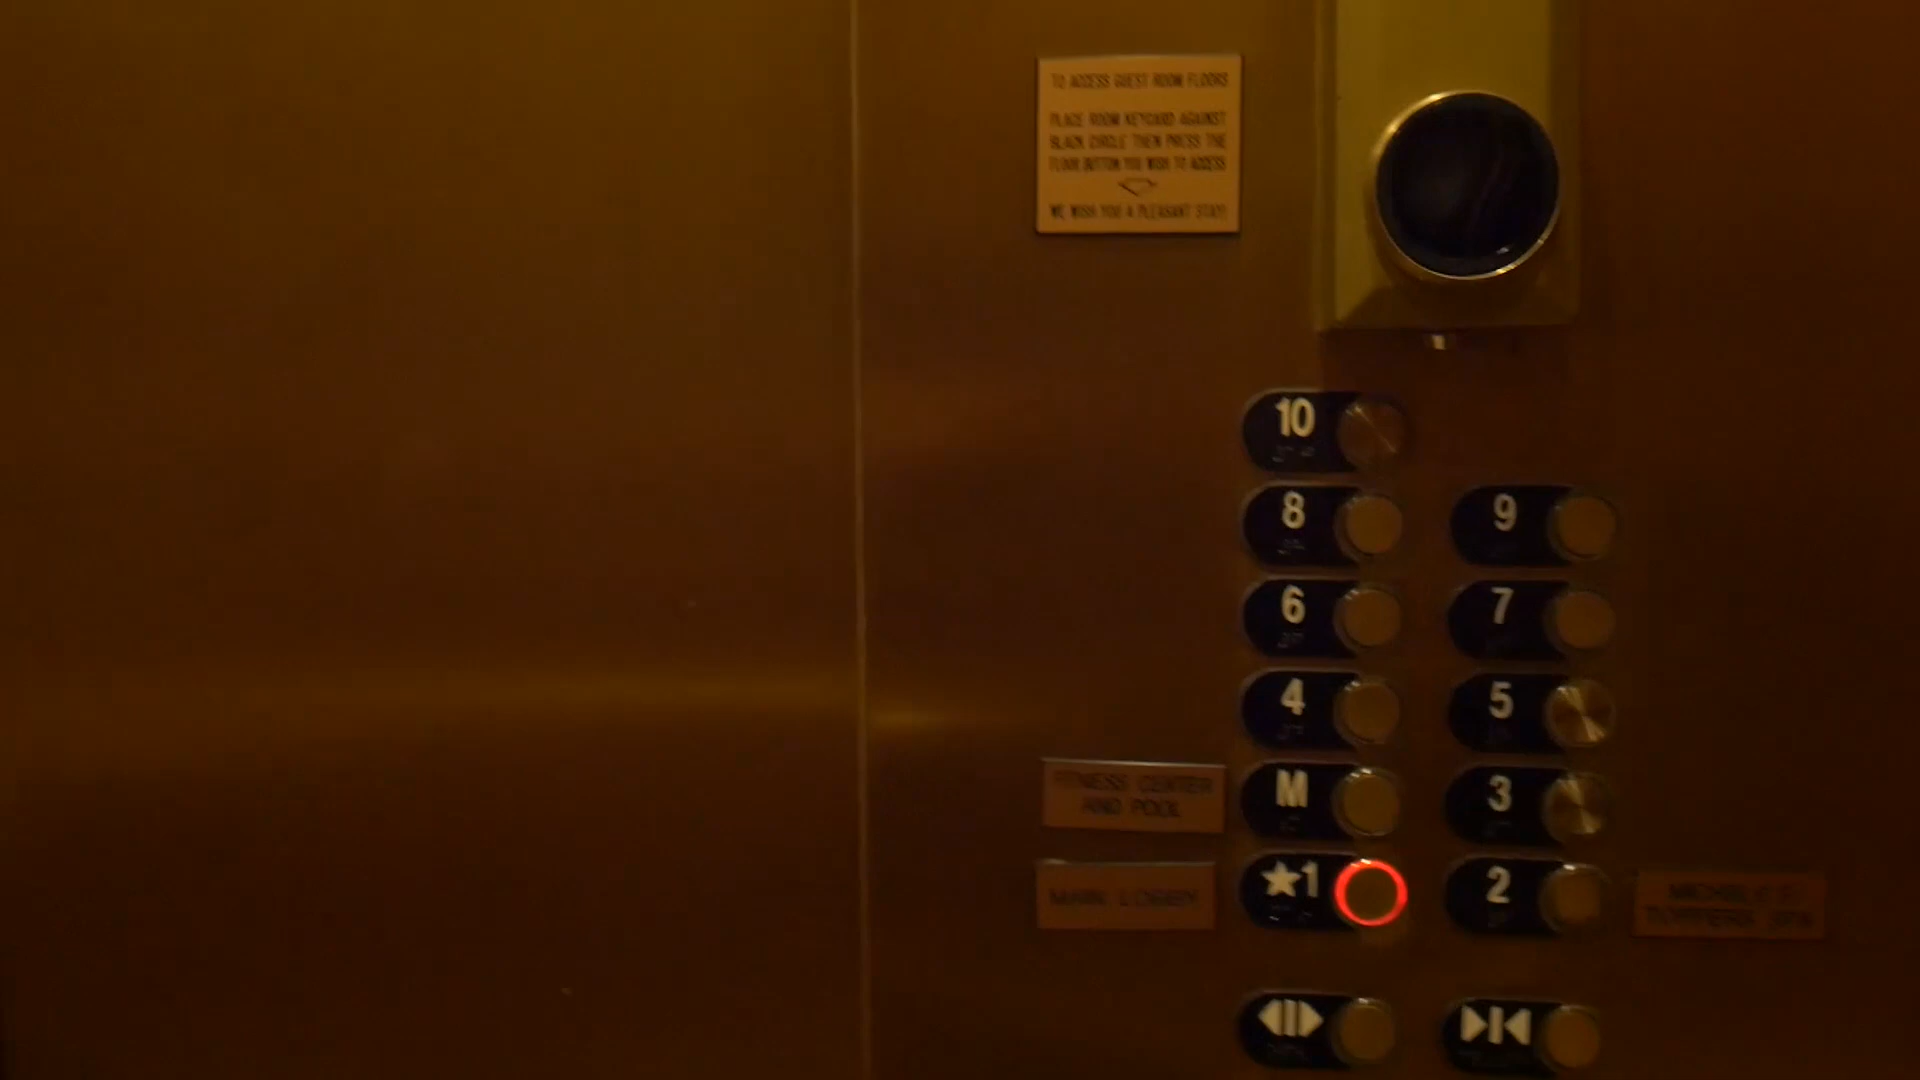 TO ACCESS GUEST ROOM FLOORS
PLACE ROOM KEYCARD AGAINST
BLACK CIRCLE THEN PRESS THE
FLOOR BUTTON YOU WISH TO ACCESS
WE WISH YOU A PLEASANT STAY!
10
8
9
6
7
4
5
FITNESS CENTER
AND POOL
M
3
MAIN LOBBY
★1
2